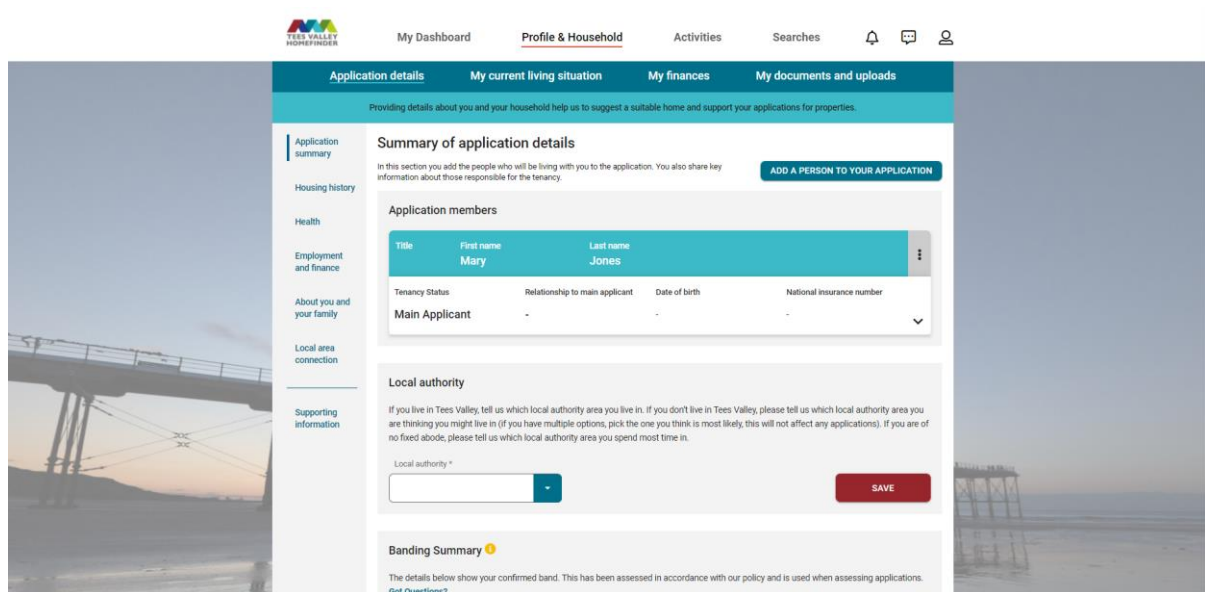 TEES VALLEY
HOMEFINDER
My Dashboard
Profile & Household
Activities
Searches
Application details
My current living situation
My finances
My documents and uploads
Providing details about you and your household help us to suggest a suitable home and support your applications for properties.
Application
summary
Housing history
Health
Employment
and finance
About you and
your family
Local area
connection
Supporting
information
Summary of application details
In this section you add the people who will be living with you to the application. You also share key
information about those responsible for the tenancy.
ADD A PERSON TO YOUR APPLICATION
Application members
Title
First name
Last name
Mary
Jones
Tenancy Status
Relationship to main applicant
Date of birth
National insurance number
Main Applicant
-
-
-
Local authority
If you live in Tees Valley, tell us which local authority area you live in. If you don't live in Tees Valley, please tell us which local authority area you
are thinking you might live in (if you have multiple options, pick the one you think is most likely, this will not affect any applications). If you are of
no fixed abode, please tell us which local authority area you spend most time in.
Local authority *
SAVE
Banding Summary
The details below show your confirmed band. This has been assessed in accordance with our policy and is used when assessing applications.
Got Questions?